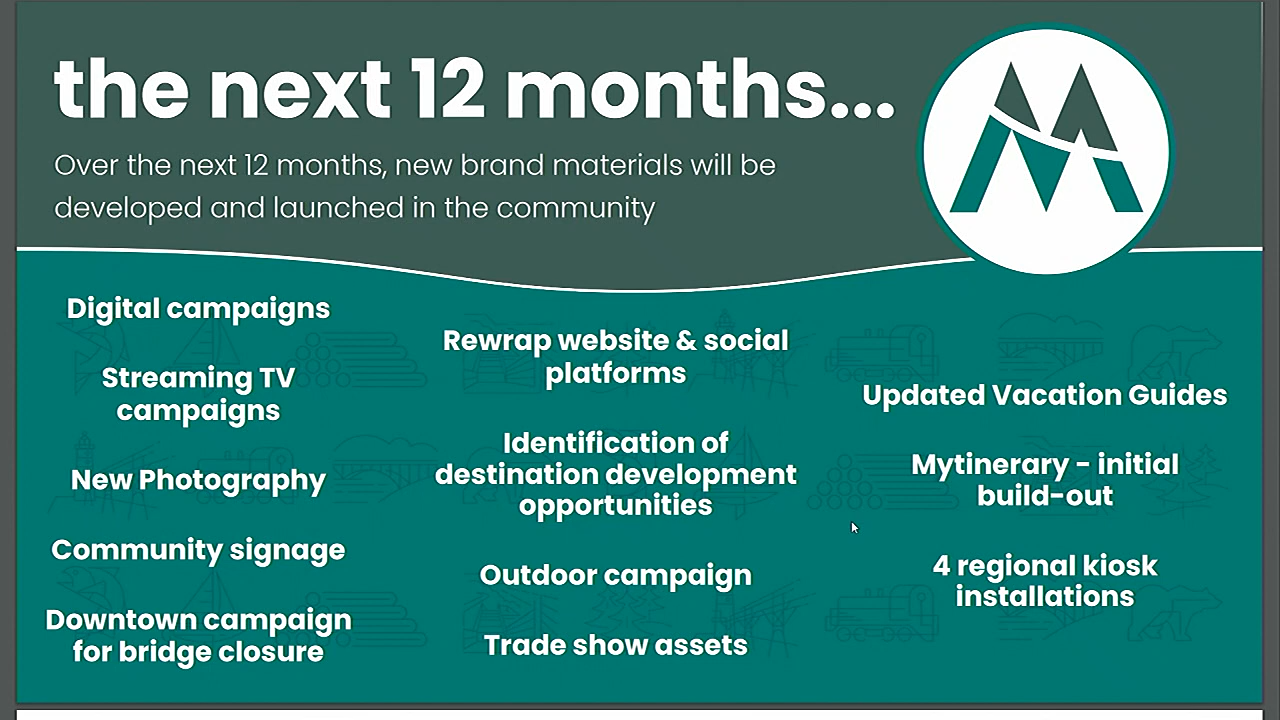 the next 12 months...
Over the next 12 months, new brand materials will be
developed and launched in the community
Digital campaigns
Streaming TV
campaigns
New Photography
Community signage
Downtown campaign
for bridge closure
Rewrap website & social
platforms
Identification of
destination development
opportunities
Outdoor campaign
Trade show assets
Updated Vacation Guides
Mytinerary - initial
build-out
4 regional kiosk
installations